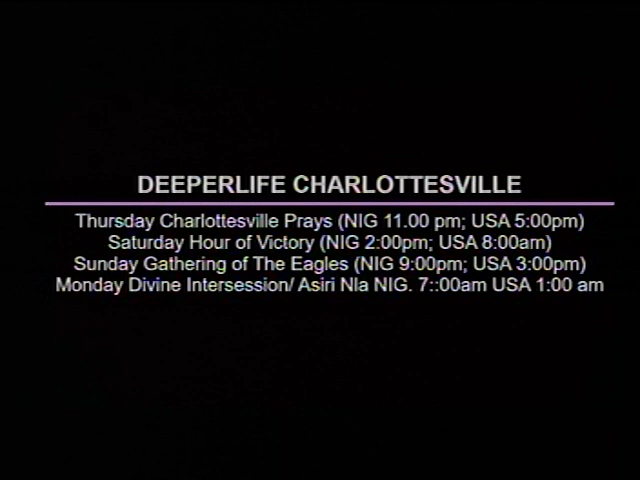 DEEPERLIFE CHARLOTTESVILLE
Thursday Charlottesville Prays (NIG 11.00 pm; USA 5:00pm)
Saturday Hour of Victory (NIG 2:00pm; USA 8:00am)
Sunday Gathering of The Eagles (NIG 9:00pm; USA 3:00pm)
Monday Divine Intersession/ Asiri Nla NIG. 7::00am USA 1:00 am